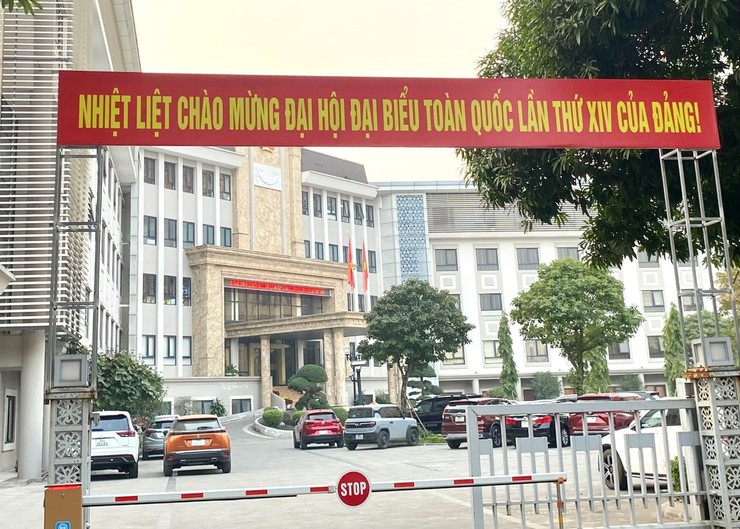 NHIỆT LIỆT CHÀO MỪNG ĐẠI HỘI ĐẠI BIỂU TOÀN QUỐC LẦN THỨ XIV CỦA ĐẢNG!
STOP